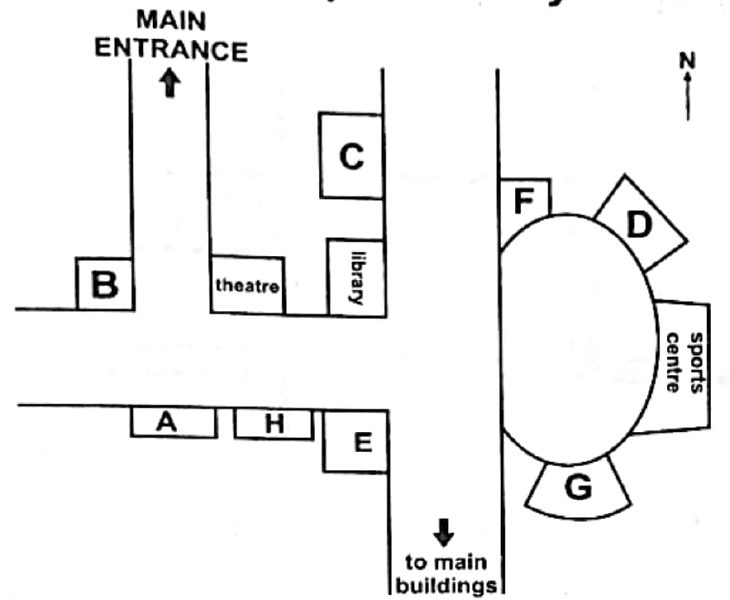 MAIN
ENTRANCE
N
C
F
D
B
theatre
library
sports
centre
A
H
E
G
to main
buildings